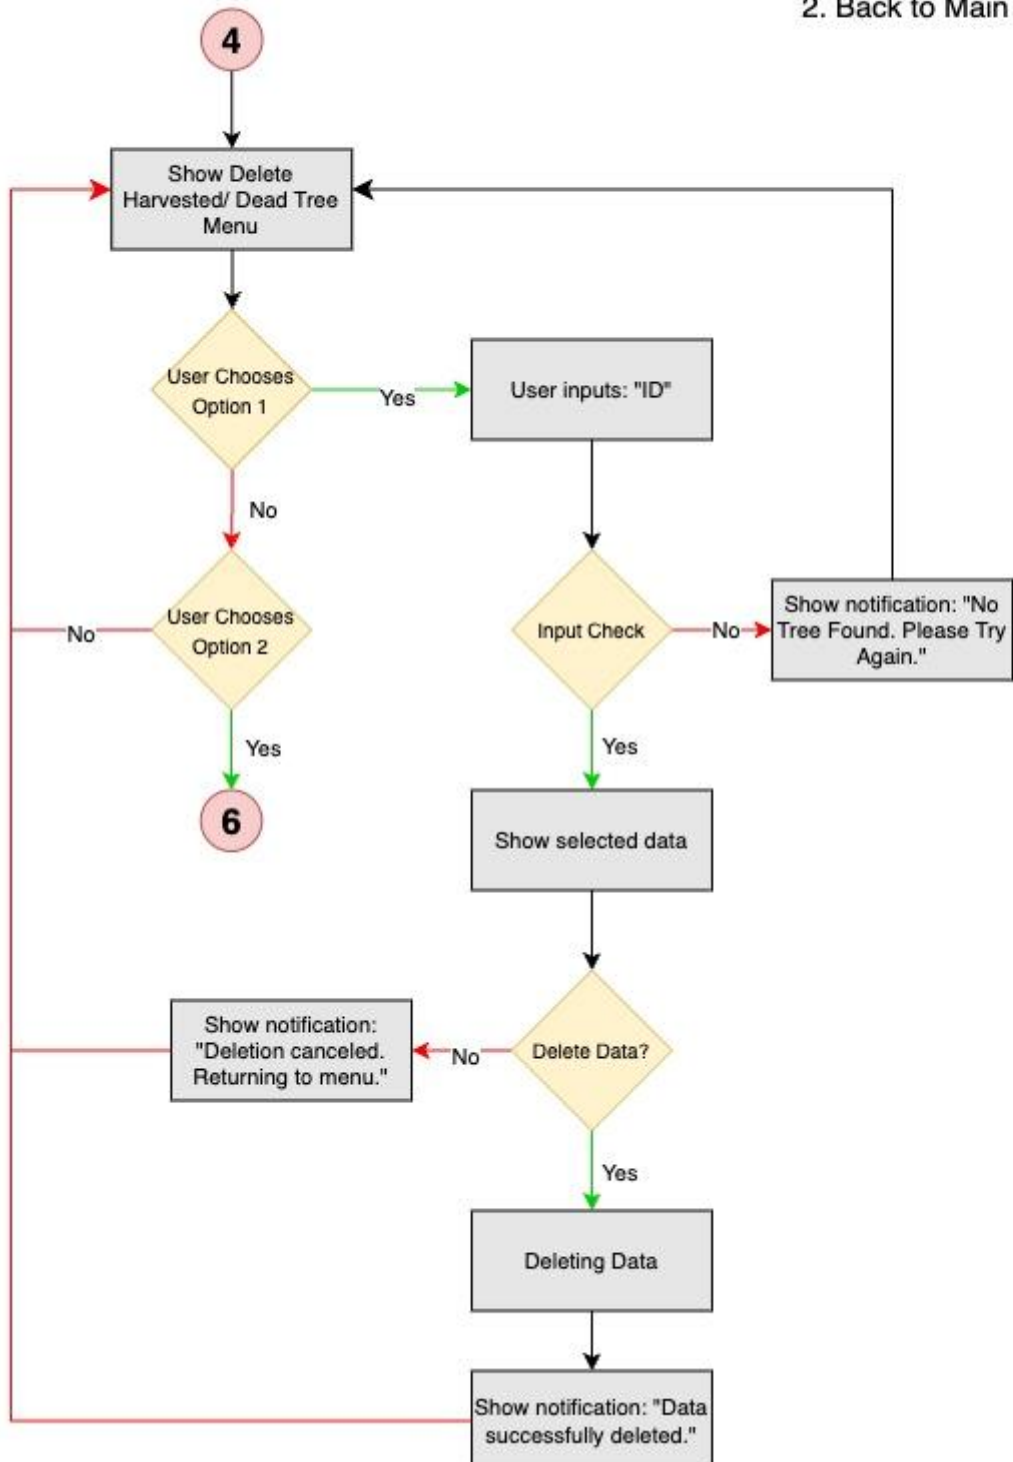 2. Back to Main
4
Show Delete
Harvested/ Dead Tree
Menu
User Chooses
Option 1
Yes
User inputs: "ID"
No
User Chooses
Option 2
No
Input Check
No
Show notification: "No
Tree Found. Please Try
Again."
Yes
Yes
6
Show selected data
Show notification:
"Deletion canceled.
Returning to menu."
No
Delete Data?
Yes
Deleting Data
Show notification: "Data
successfully deleted."